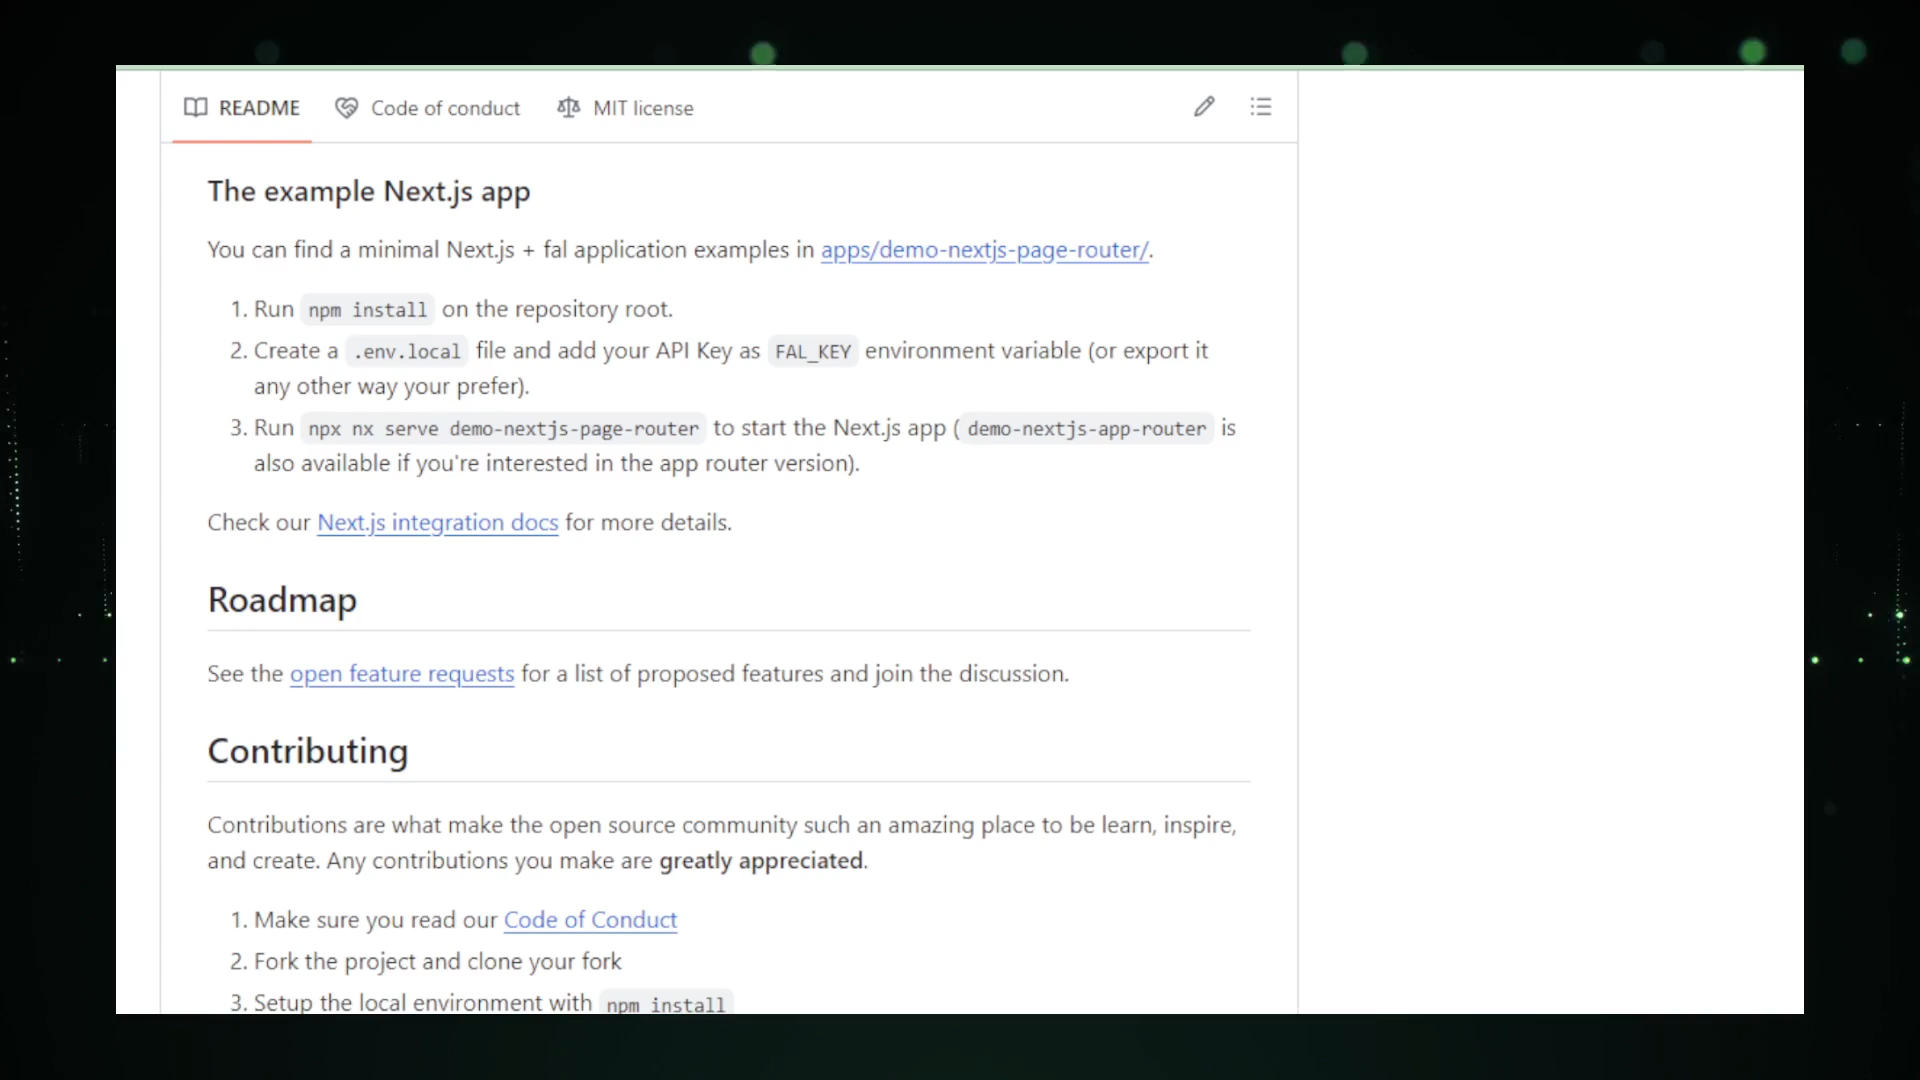 README Code of conduct MIT license
The example Next.js app
You can find a minimal Next.js + fal application examples in apps/demo-nextjs-page-router/.
1. Run npm install on the repository root.
2. Create a .env.local file and add your API Key as FAL_KEY environment variable (or export it
any other way your prefer).
3. Run npx nx serve demo-nextjs-page-router to start the Next.js app ( demo-nextjs-app-router is
also available if you're interested in the app router version).
Check our Next.js integration docs for more details.
Roadmap
See the open feature requests for a list of proposed features and join the discussion.
Contributing
Contributions are what make the open source community such an amazing place to be learn, inspire,
and create. Any contributions you make are greatly appreciated.
1. Make sure you read our Code of Conduct
2. Fork the project and clone your fork
3. Setup the local environment with npm install